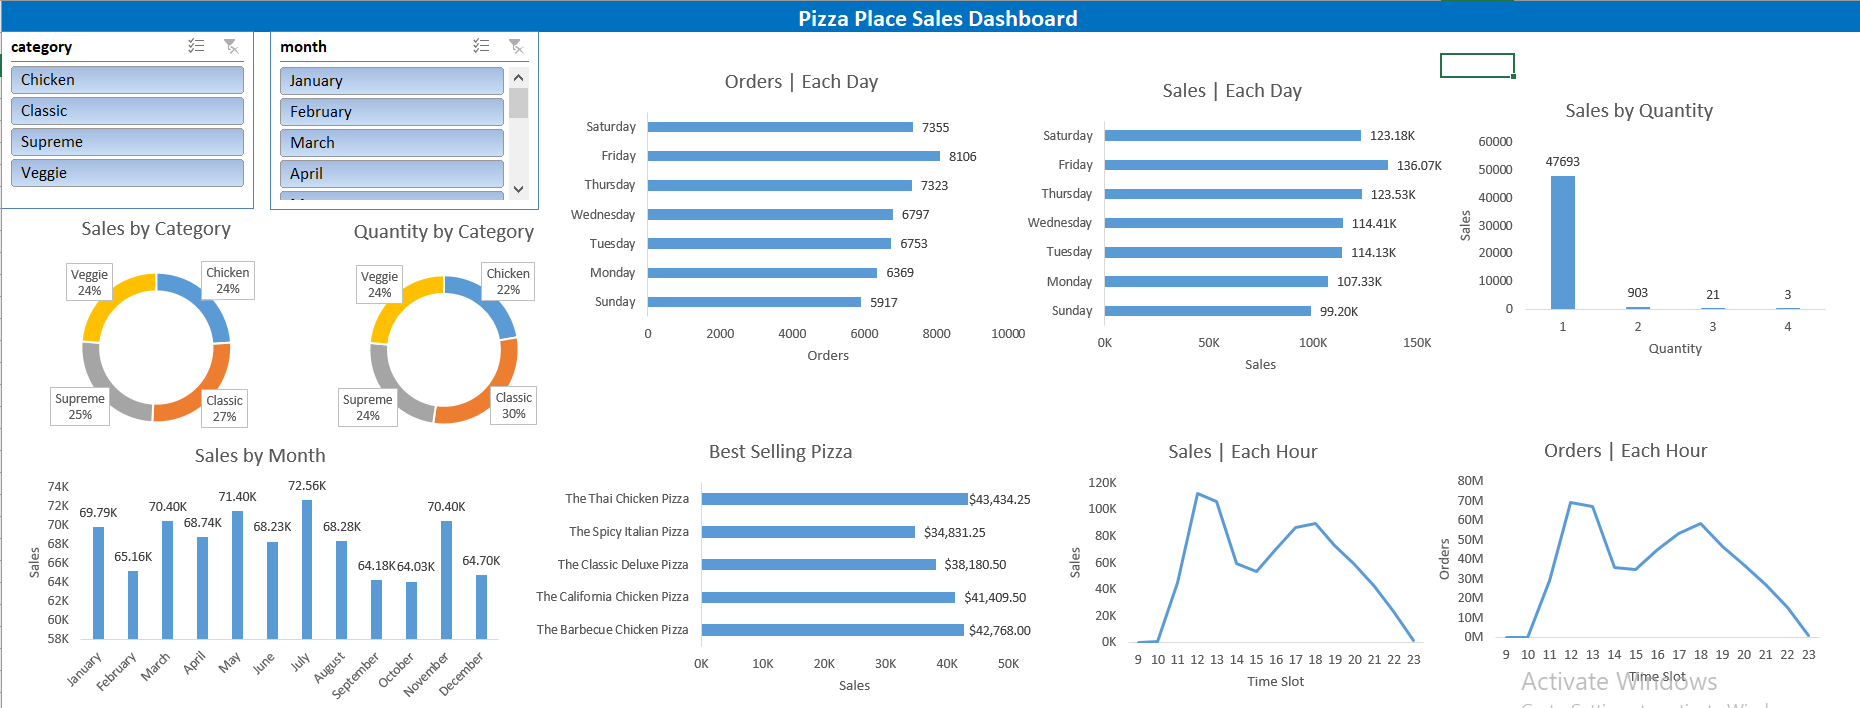 Pizza Place Sales Dashboard
category
Chicken
Classic
Supreme
Veggie
month
January
February
March
April
Orders | Each Day
Saturday 7355
Friday 8106
Thursday 7323
Wednesday 6797
Tuesday 6753
Monday 6369
Sunday 5917
0 2000 4000 6000 8000 10000
Orders
Sales | Each Day
Saturday 123.18K
Friday 136.07K
Thursday 123.53K
Wednesday 114.41K
Tuesday 114.13K
Monday 107.33K
Sunday 99.20K
0K 50K 100K 150K
Sales
Sales by Quantity
60000
50000
40000
30000
20000
10000
0
Sales
47693 903 21 3
1 2 3 4
Quantity
Sales by Category
Veggie
24%
Chicken
24%
Supreme
25%
Classic
27%
Quantity by Category
Veggie
24%
Chicken
22%
Supreme
24%
Classic
30%
Sales by Month
74K
72K
70K
68K
66K
64K
62K
60K
58K
Sales
69.79K 65.16K 70.40K 68.74K 71.40K 68.23K 72.56K 68.28K 64.18K 64.03K 70.40K 64.70K
January February March April May June July August September October November December
Best Selling Pizza
The Thai Chicken Pizza $43,434.25
The Spicy Italian Pizza $34,831.25
The Classic Deluxe Pizza $38,180.50
The California Chicken Pizza $41,409.50
The Barbecue Chicken Pizza $42,768.00
0K 10K 20K 30K 40K 50K
Sales
Sales | Each Hour
120K
100K
80K
60K
40K
20K
0K
Sales
9 10 11 12 13 14 15 16 17 18 19 20 21 22 23
Time Slot
Orders | Each Hour
80M
70M
60M
50M
40M
30M
20M
10M
0M
Orders
9 10 11 12 13 14 15 16 17 18 19 20 21 22 23
Time Slot
Activate Windows